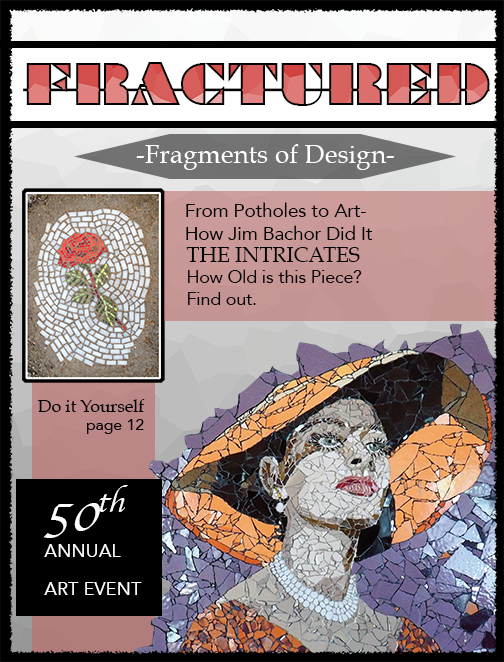 FRACTURED
-Fragments of Design-
From Potholes to Art-
How Jim Bachor Did It
THE INTRICATES
How Old is this Piece?
Find out.
Do it Yourself
page 12
50th
ANNUAL
ART EVENT